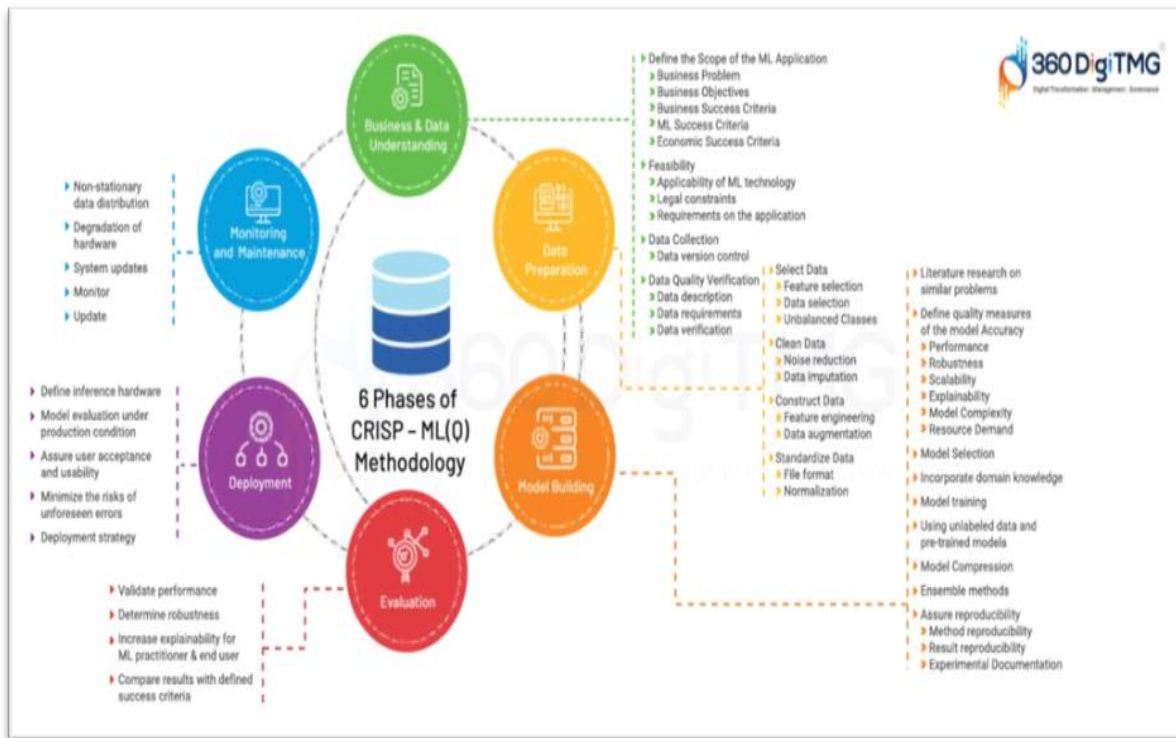 360DigiTMG
Digital Transformation · Management · Governance
Business & Data
Understanding
Define the Scope of the ML Application
Business Problem
Business Objectives
Business Success Criteria
ML Success Criteria
Economic Success Criteria
Feasibility
Applicability of ML technology
Legal constraints
Requirements on the application
Data Collection
Data version control
Data Quality Verification
Data description
Data requirements
Data verification
Data
Preparation
Select Data
Feature selection
Data selection
Unbalanced Classes
Clean Data
Noise reduction
Data imputation
Construct Data
Feature engineering
Data augmentation
Standardize Data
File format
Normalization
Model Building
Literature research on
similar problems
Define quality measures
of the model Accuracy
Performance
Robustness
Scalability
Explainability
Model Complexity
Resource Demand
Model Selection
Incorporate domain knowledge
Model training
Using unlabeled data and
pre-trained models
Model Compression
Ensemble methods
Assure reproducibility
Method reproducibility
Result reproducibility
Experimental Documentation
Evaluation
Validate performance
Determine robustness
Increase explainability for
ML practitioner & end user
Compare results with defined
success criteria
Deployment
Define inference hardware
Model evaluation under
production condition
Assure user acceptance
and usability
Minimize the risks of
unforeseen errors
Deployment strategy
Monitoring
and Maintenance
Non-stationary
data distribution
Degradation of
hardware
System updates
Monitor
Update
6 Phases of
CRISP – ML(Q)
Methodology
360DigiTMG